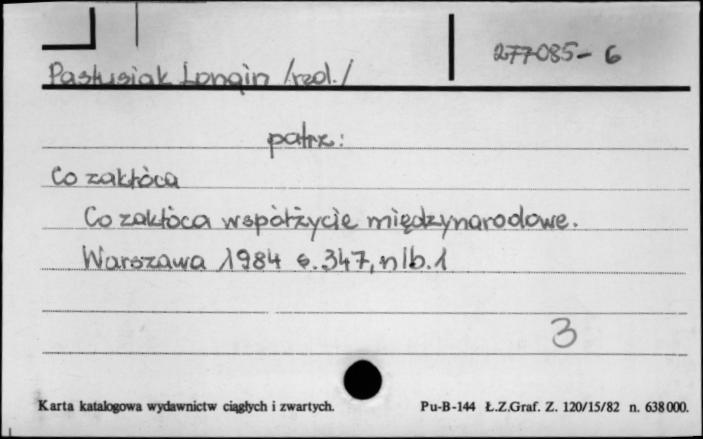 277085-6
Pastusiak Longin /red./
patrz:
Co zakłóca
Co zakłóca współżycie międzynarodowe.
Warszawa 1984 s.347, nlb.1
3
Karta katalogowa wydawnictw ciągłych i zwartych.
Pu-B-144 Ł.Z.Graf. Z. 120/15/82 n. 638000.